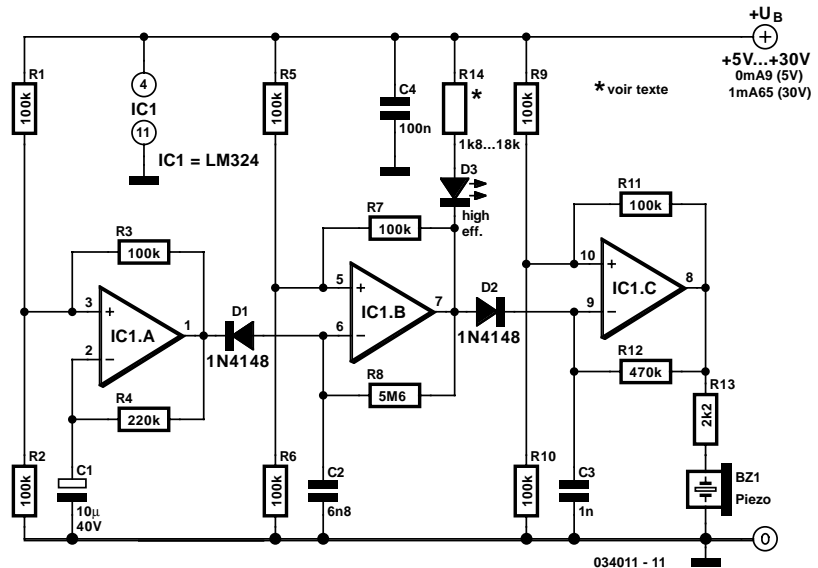 +UB
+5V...+30V
0mA9 (5V)
1mA65 (30V)
R1
100k
4
IC1
11
IC1 = LM324
R5
100k
C4
100n
R14
*
1k8...18k
R9
100k
* voir texte
D3
high
eff.
R3
100k
R7
100k
R11
100k
3
+
IC1.A
1
2
–
D1
1N4148
5
+
IC1.B
7
6
–
D2
1N4148
10
+
IC1.C
8
9
–
R4
220k
R8
5M6
R12
470k
R13
2k2
R2
100k
C1
10μ
40V
R6
100k
C2
6n8
R10
100k
C3
1n
BZ1
Piezo
0
034011 - 11